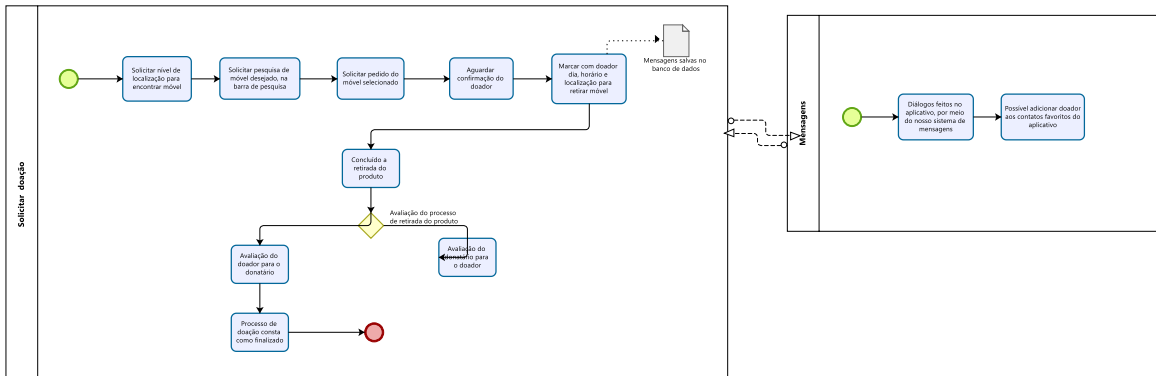 Solicitar doação
Solicitar nível de
localização para
encontrar móvel
Solicitar pesquisa de
móvel desejado, na
barra de pesquisa
Solicitar pedido do
móvel selecionado
Aguardar
confirmação do
doador
Marcar com doador
dia, horário e
localização para
retirar móvel
Mensagens salvas no
banco de dados
Concluído a
retirada do
produto
Avaliação do processo
de retirada do produto
Avaliação do
doador para o
donatário
Avaliação do
donatário para
o doador
Processo de
doação consta
como finalizado
Mensagens
Diálogos feitos no
aplicativo, por meio
do nosso sistema de
mensagens
Possível adicionar doador
aos contatos favoritos do
aplicativo